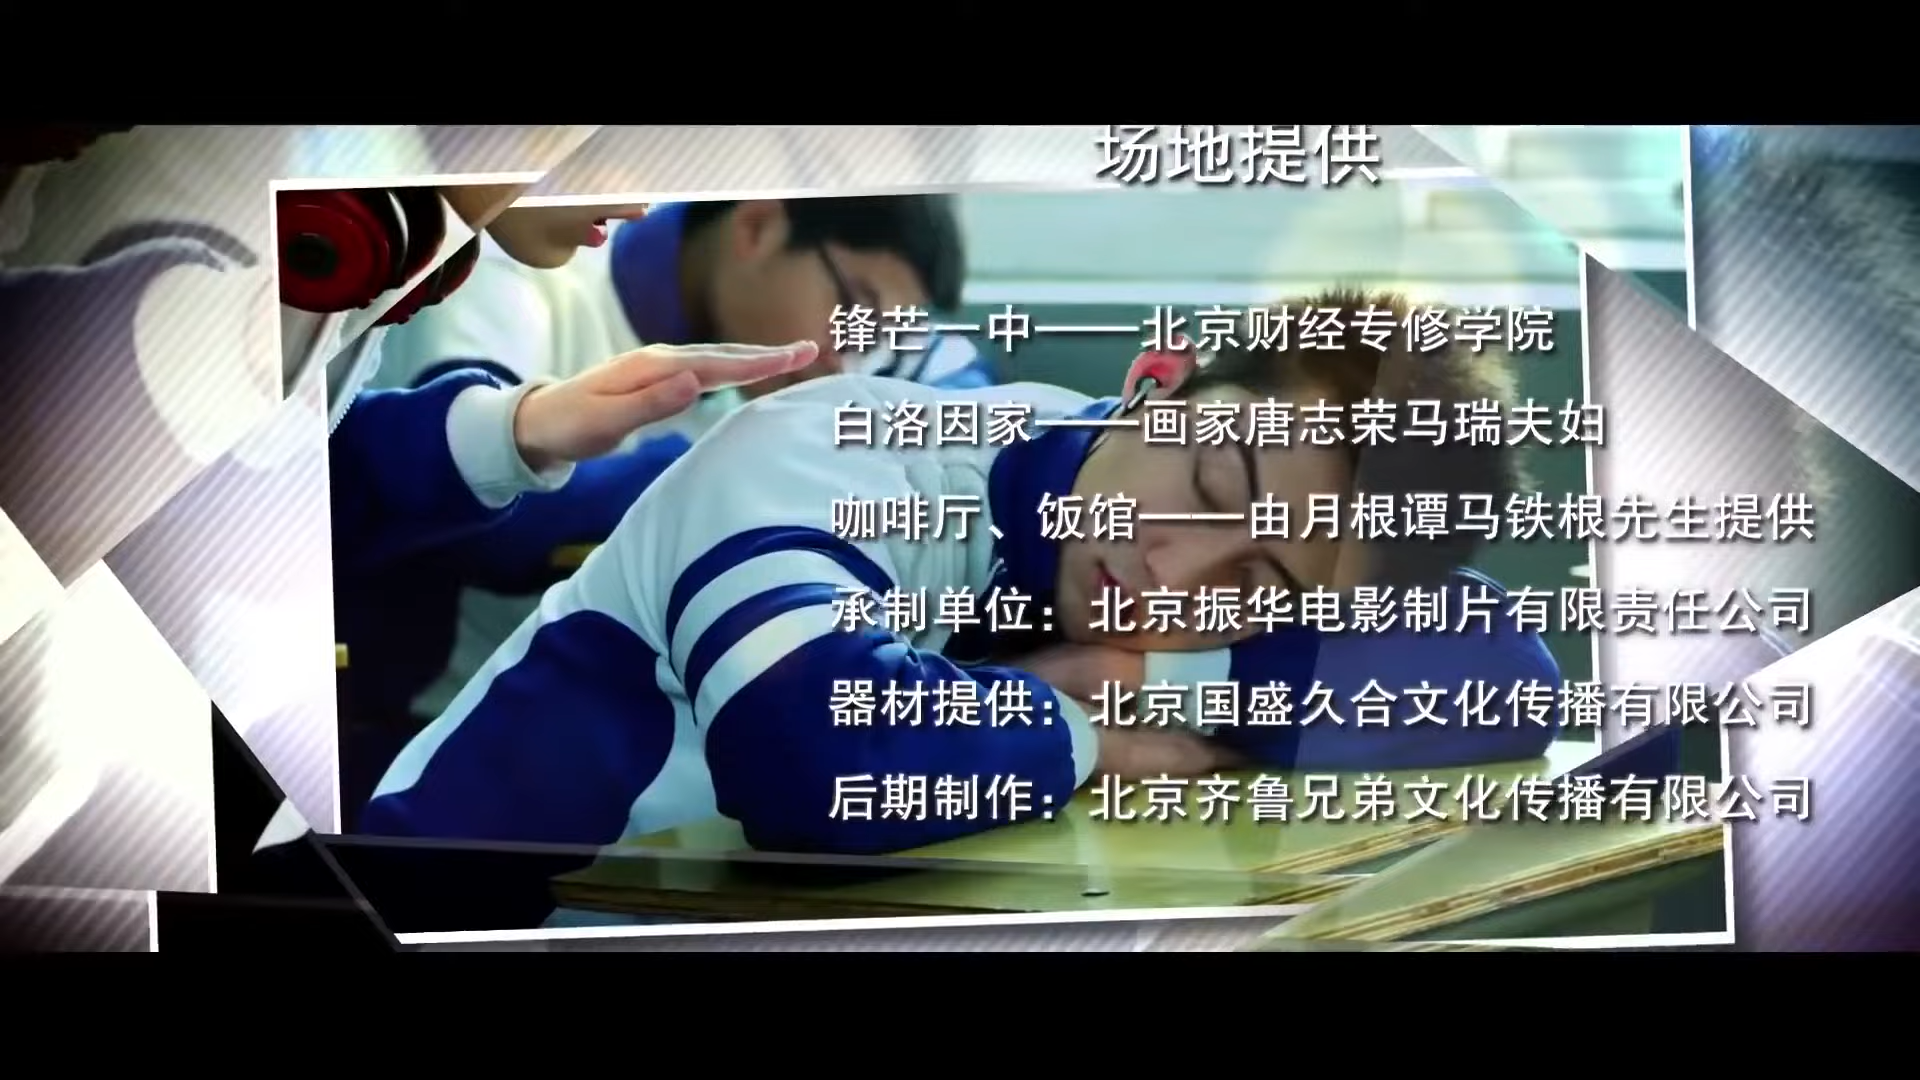 场地提供
锋芒一中——北京财经专修学院
白洛因家——画家唐志荣马瑞夫妇
咖啡厅、饭馆——由月根谭马铁根先生提供
承制单位：北京振华电影制片有限责任公司
器材提供：北京国盛久合文化传播有限公司
后期制作：北京齐鲁兄弟文化传播有限公司